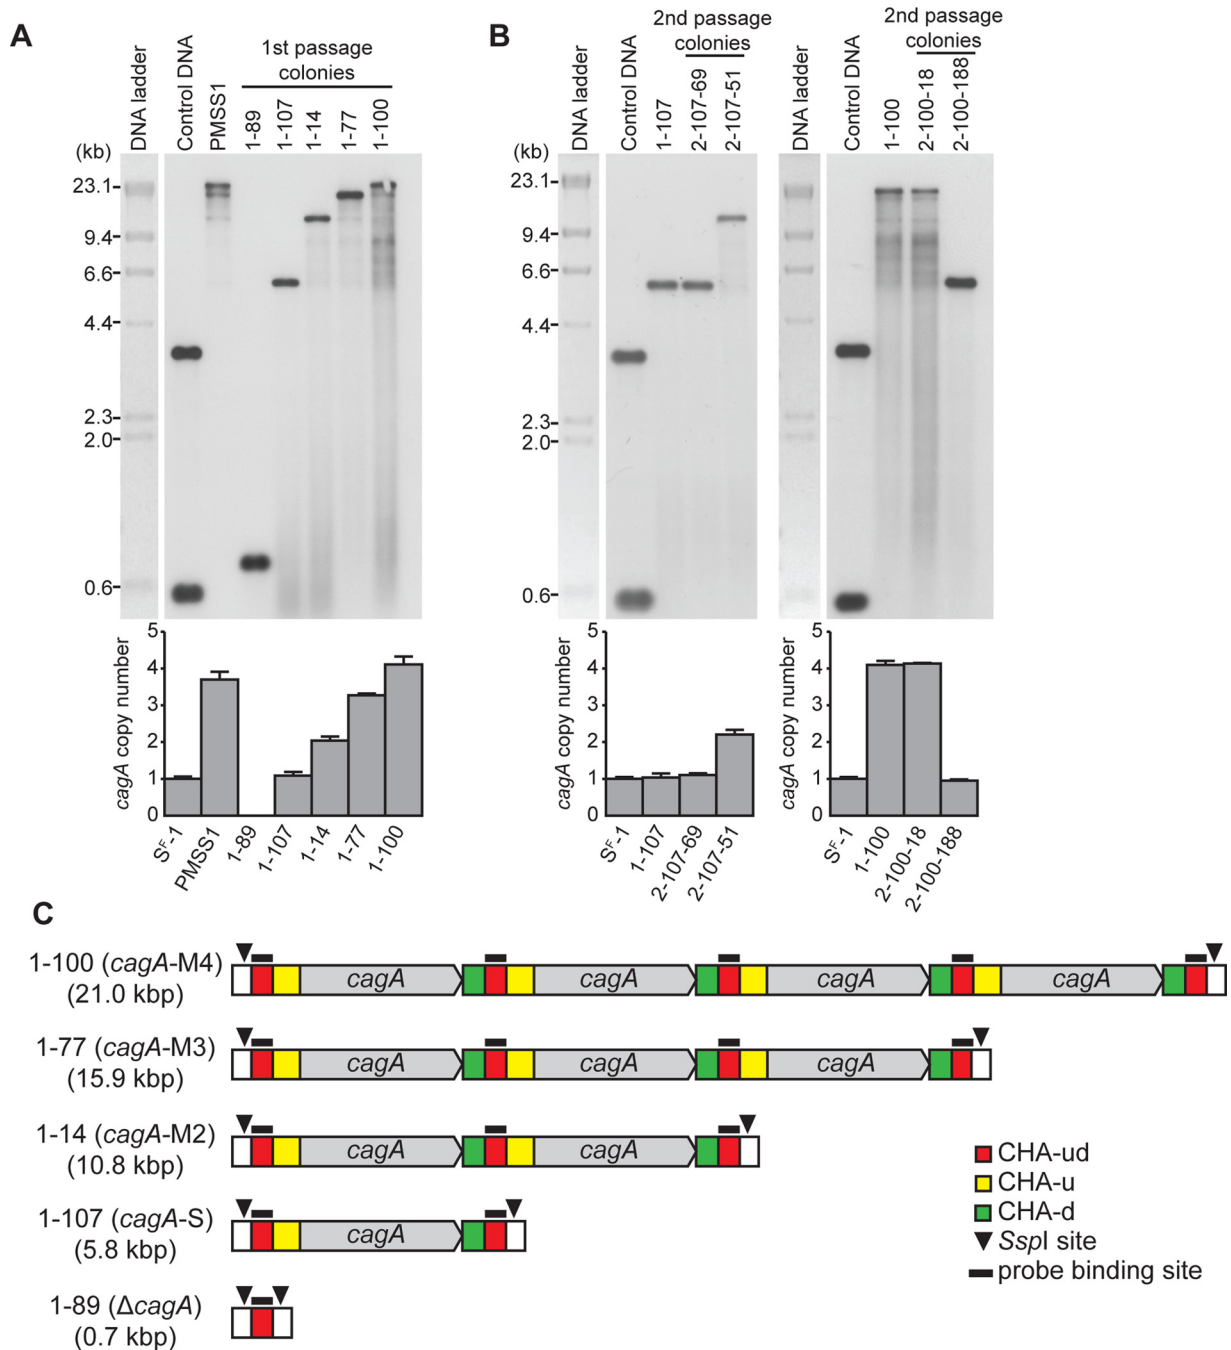 A
DNA ladder
Control DNA
PMSS1
1st passage
colonies
1-89
1-107
1-14
1-77
1-100
(kb)
23.1
9.4
6.6
4.4
2.3
2.0
0.6
cagA copy number
5
4
3
2
1
0
Sᶠ-1
PMSS1
1-89
1-107
1-14
1-77
1-100
B
DNA ladder
Control DNA
2nd passage
colonies
1-107
2-107-69
2-107-51
(kb)
23.1
9.4
6.6
4.4
2.3
2.0
0.6
DNA ladder
Control DNA
2nd passage
colonies
1-100
2-100-18
2-100-188
cagA copy number
5
4
3
2
1
0
Sᶠ-1
1-107
2-107-69
2-107-51
cagA copy number
5
4
3
2
1
0
Sᶠ-1
1-100
2-100-18
2-100-188
C
1-100 (cagA-M4)
(21.0 kbp)
cagA cagA cagA cagA
1-77 (cagA-M3)
(15.9 kbp)
cagA cagA cagA
1-14 (cagA-M2)
(10.8 kbp)
cagA cagA
1-107 (cagA-S)
(5.8 kbp)
cagA
1-89 (ΔcagA)
(0.7 kbp)
CHA-ud
CHA-u
CHA-d
SspI site
probe binding site